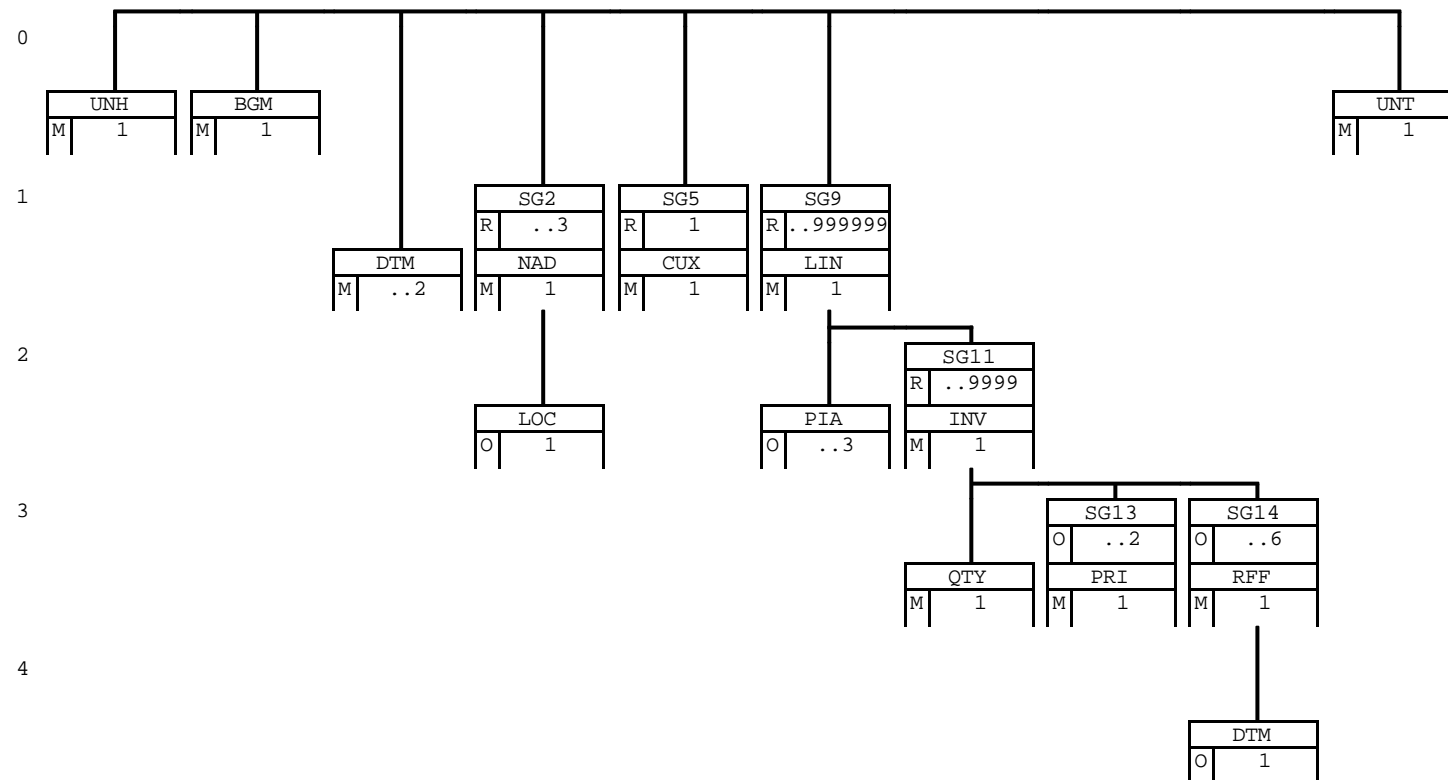 0
UNH BGM UNT
M 1 M 1 M 1
1
SG2 SG5 SG9
R ..3 R 1 R ..999999
DTM NAD CUX LIN
M ..2 M 1 M 1 M 1
2
SG11
R ..9999
LOC PIA INV
O 1 O ..3 M 1
3
SG13 SG14
O ..2 O ..6
QTY PRI RFF
M 1 M 1 M 1
4
DTM
O 1